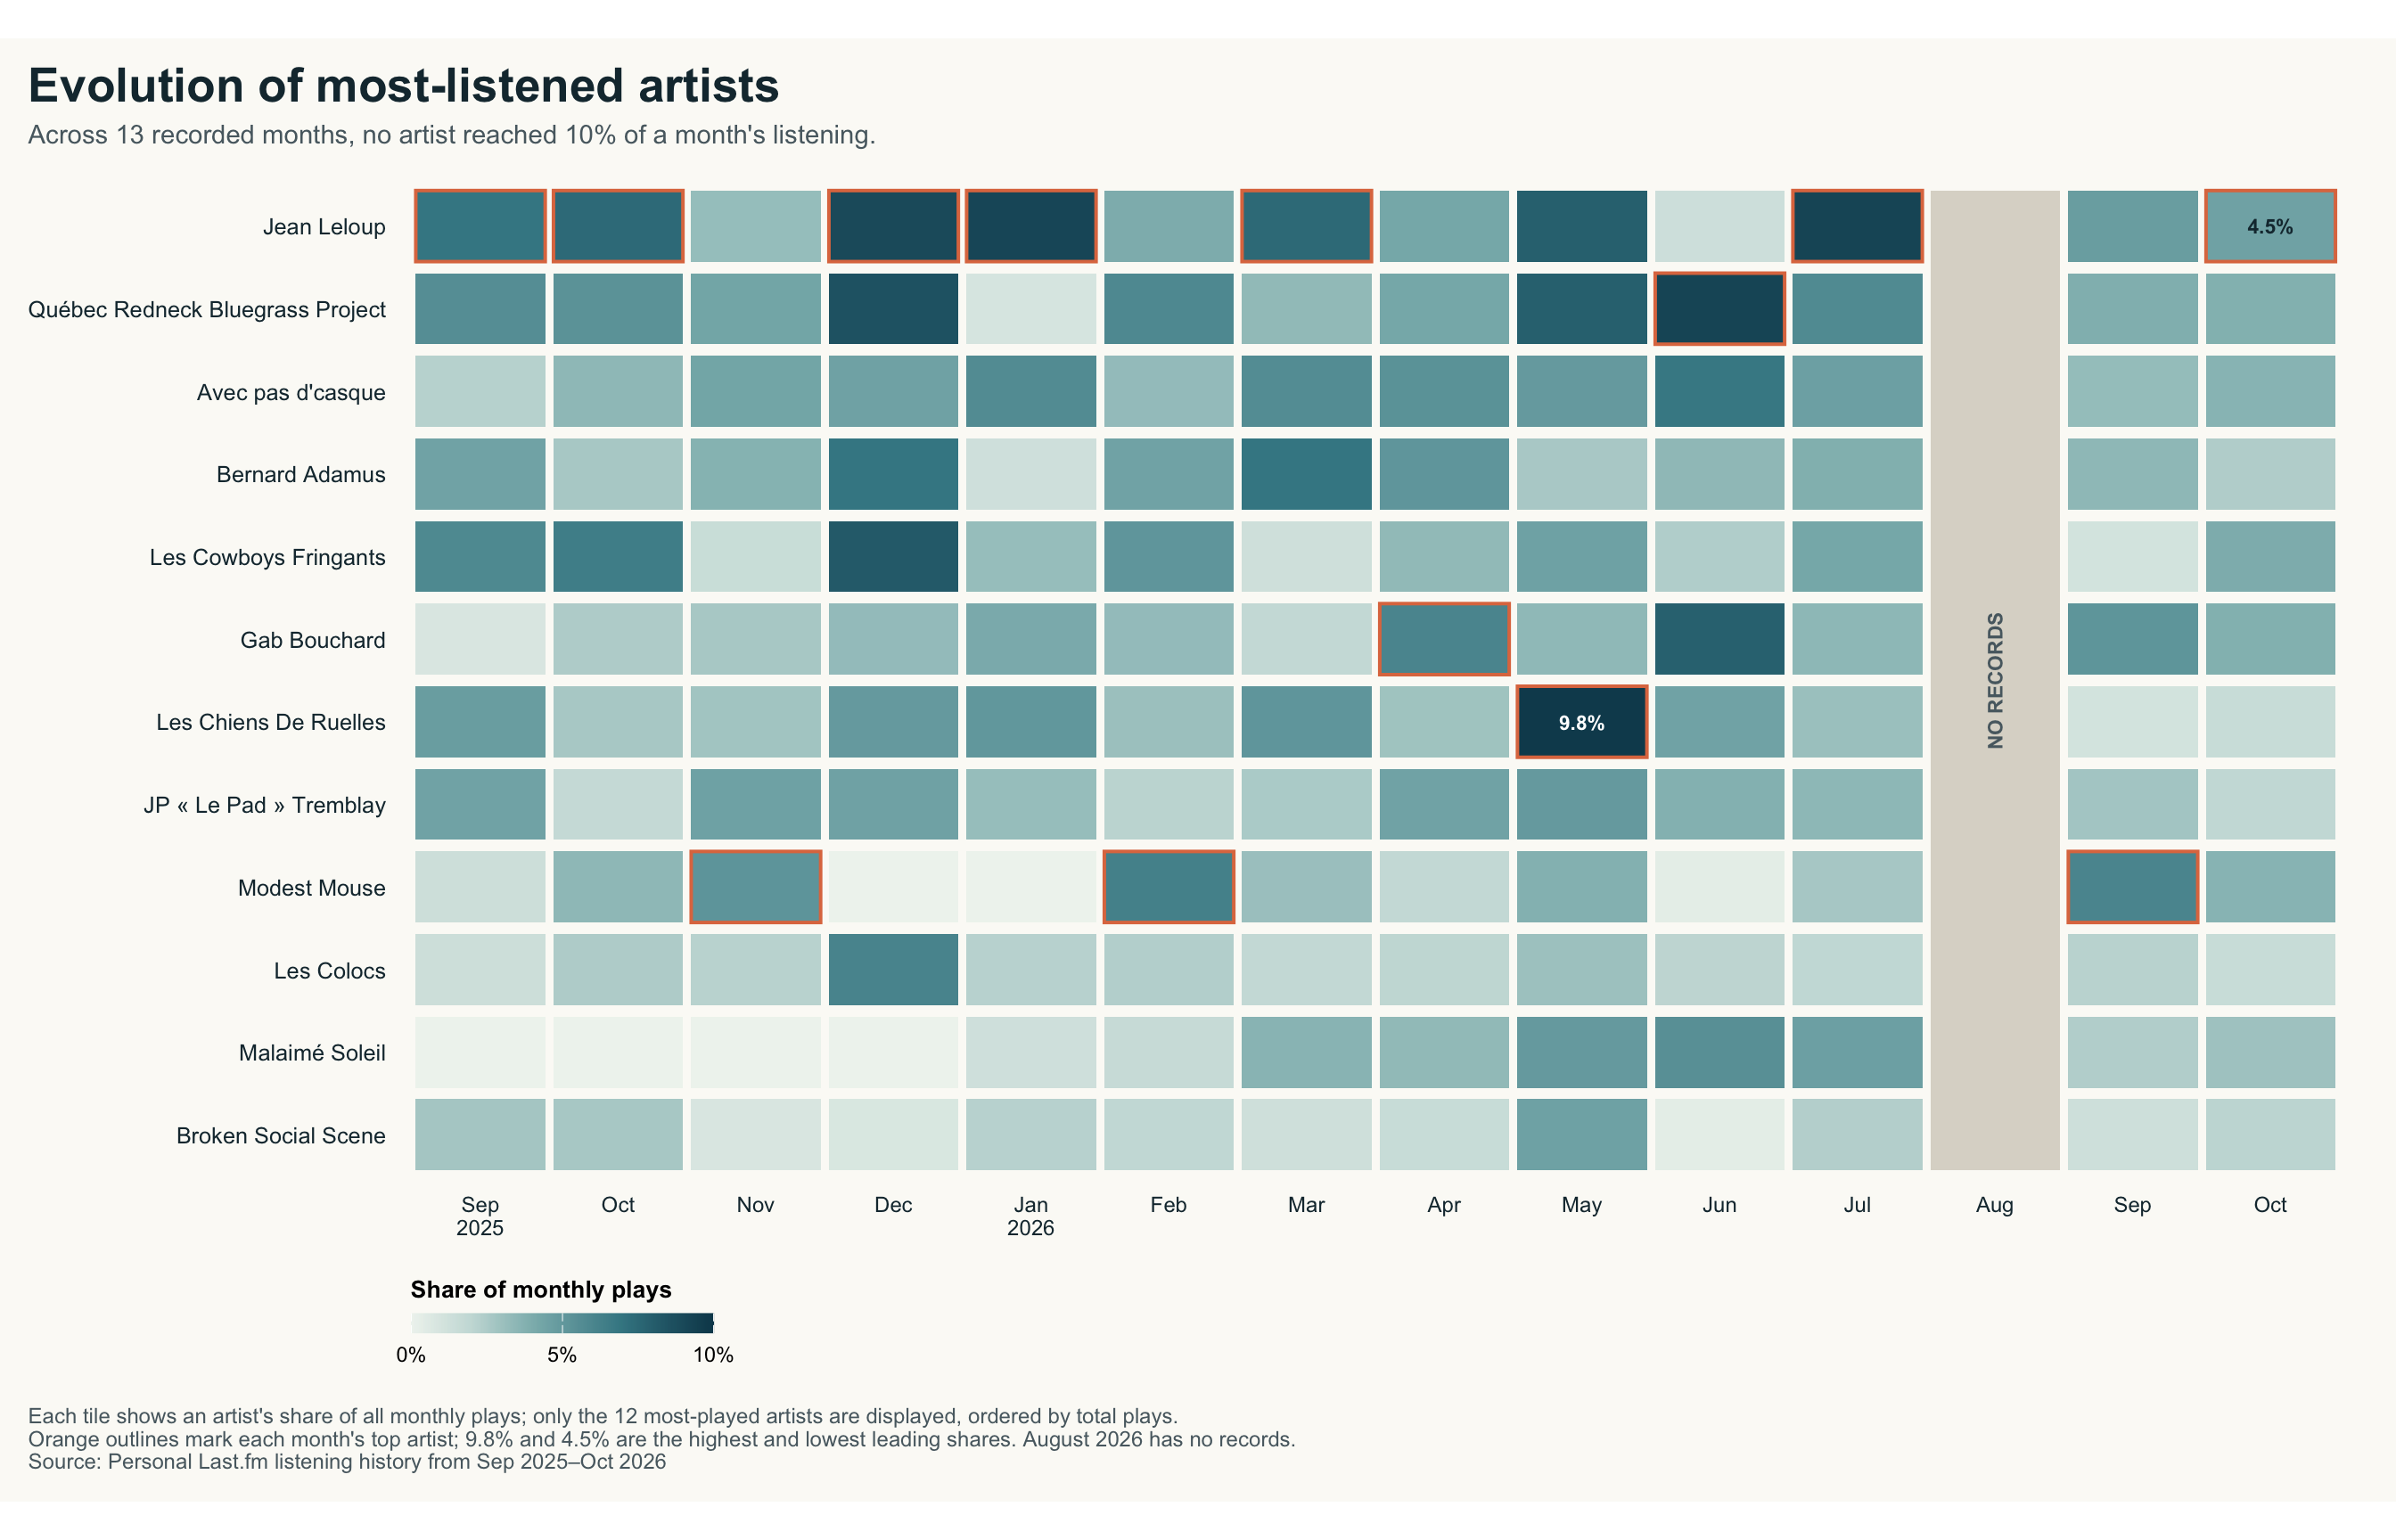 Evolution of most-listened artists
Across 13 recorded months, no artist reached 10% of a month's listening.
Jean Leloup
4.5%
Québec Redneck Bluegrass Project
Avec pas d'casque
Bernard Adamus
Les Cowboys Fringants
Gab Bouchard
NO RECORDS
Les Chiens De Ruelles
9.8%
JP « Le Pad » Tremblay
Modest Mouse
Les Colocs
Malaimé Soleil
Broken Social Scene
Sep Oct Nov Dec Jan Feb Mar Apr May Jun Jul Aug Sep Oct
2025 2026
Share of monthly plays
0% 5% 10%
Each tile shows an artist's share of all monthly plays; only the 12 most-played artists are displayed, ordered by total plays.
Orange outlines mark each month's top artist; 9.8% and 4.5% are the highest and lowest leading shares. August 2026 has no records.
Source: Personal Last.fm listening history from Sep 2025–Oct 2026